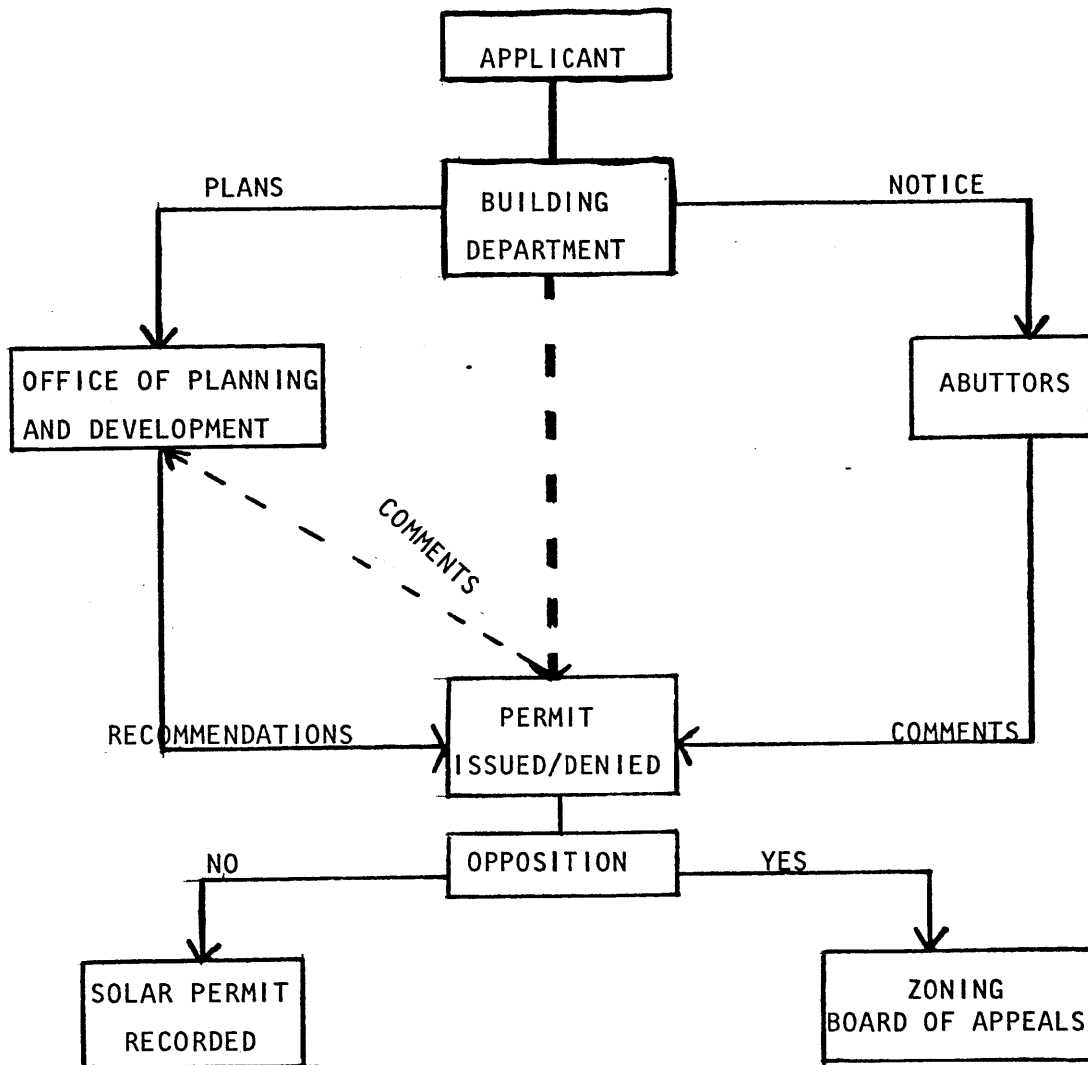 APPLICANT
PLANS
NOTICE
BUILDING
DEPARTMENT
OFFICE OF PLANNING
AND DEVELOPMENT
ABUTTORS
COMMENTS
RECOMMENDATIONS
PERMIT
ISSUED/DENIED
COMMENTS
NO
OPPOSITION
YES
SOLAR PERMIT
RECORDED
ZONING
BOARD OF APPEALS